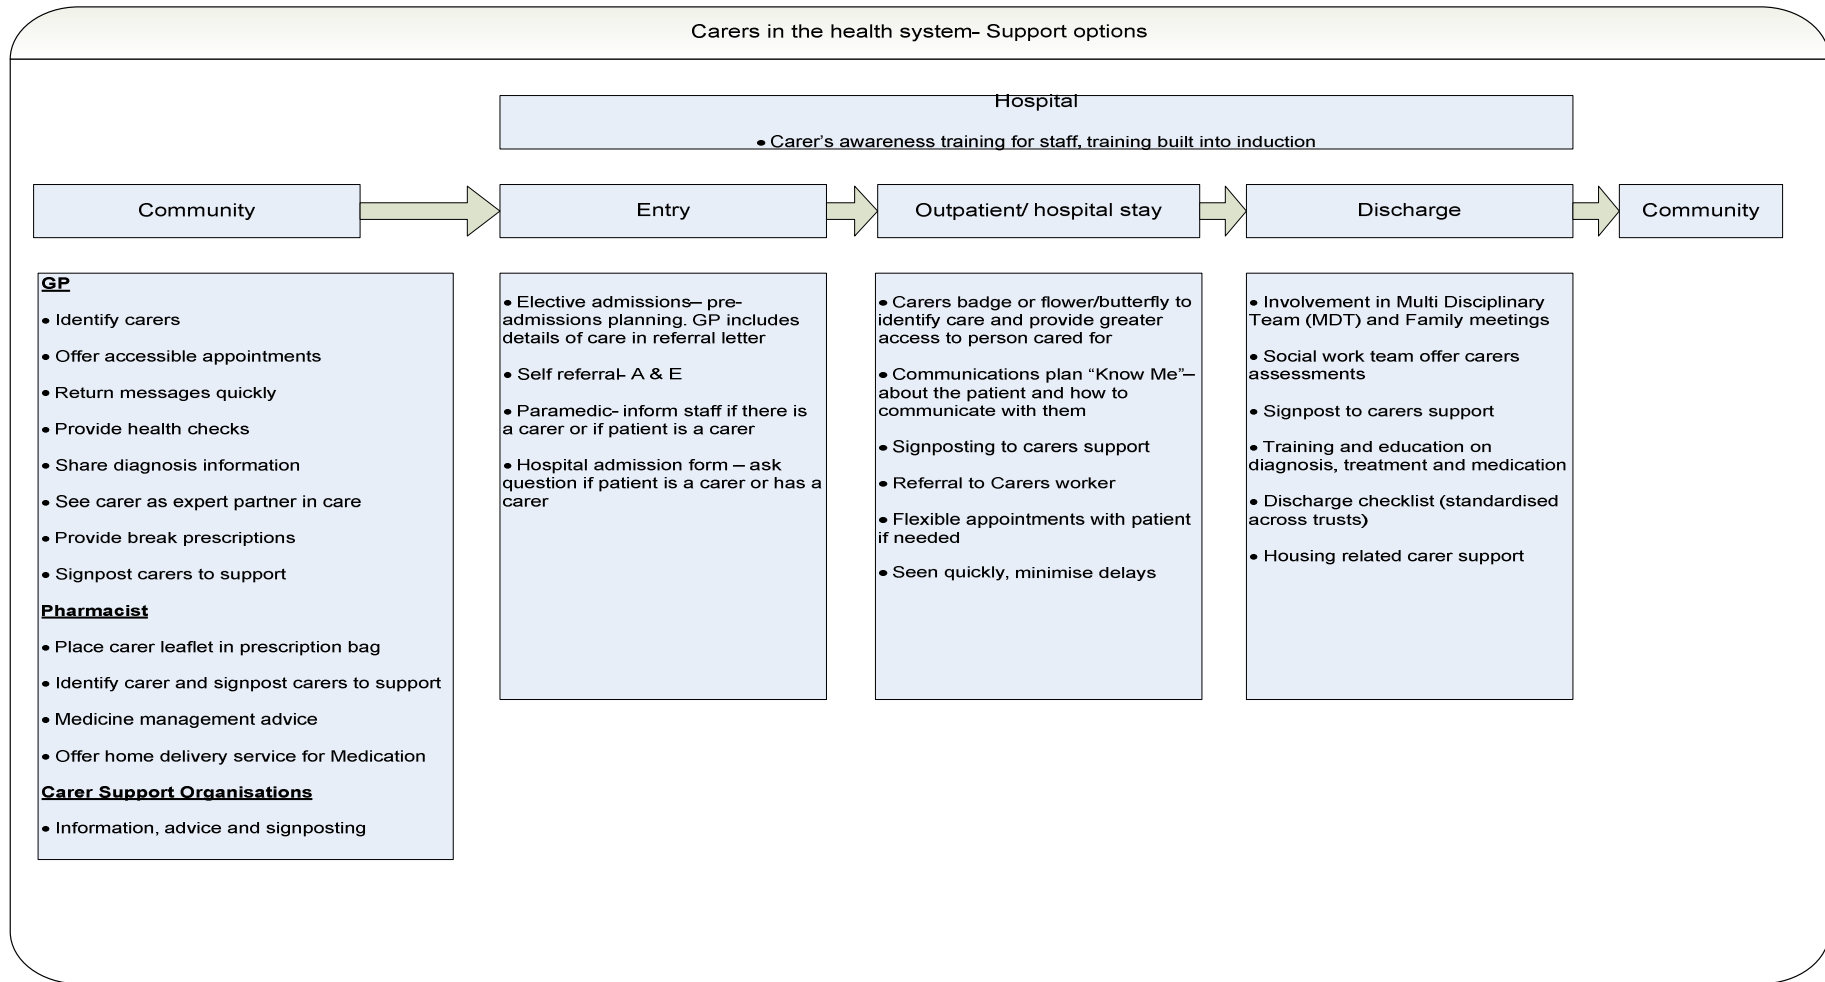 Carers in the health system- Support options
Hospital
• Carer's awareness training for staff, training built into induction
Community
Entry
Outpatient/ hospital stay
Discharge
Community
GP
• Identify carers
• Offer accessible appointments
• Return messages quickly
• Provide health checks
• Share diagnosis information
• See carer as expert partner in care
• Provide break prescriptions
• Signpost carers to support
Pharmacist
• Place carer leaflet in prescription bag
• Identify carer and signpost carers to support
• Medicine management advice
• Offer home delivery service for Medication
Carer Support Organisations
• Information, advice and signposting
• Elective admissions– pre-
admissions planning. GP includes
details of care in referral letter
• Self referral- A & E
• Paramedic- inform staff if there is
a carer or if patient is a carer
• Hospital admission form – ask
question if patient is a carer or has a
carer
• Carers badge or flower/butterfly to
identify care and provide greater
access to person cared for
• Communications plan “Know Me”–
about the patient and how to
communicate with them
• Signposting to carers support
• Referral to Carers worker
• Flexible appointments with patient
if needed
• Seen quickly, minimise delays
• Involvement in Multi Disciplinary
Team (MDT) and Family meetings
• Social work team offer carers
assessments
• Signpost to carers support
• Training and education on
diagnosis, treatment and medication
• Discharge checklist (standardised
across trusts)
• Housing related carer support